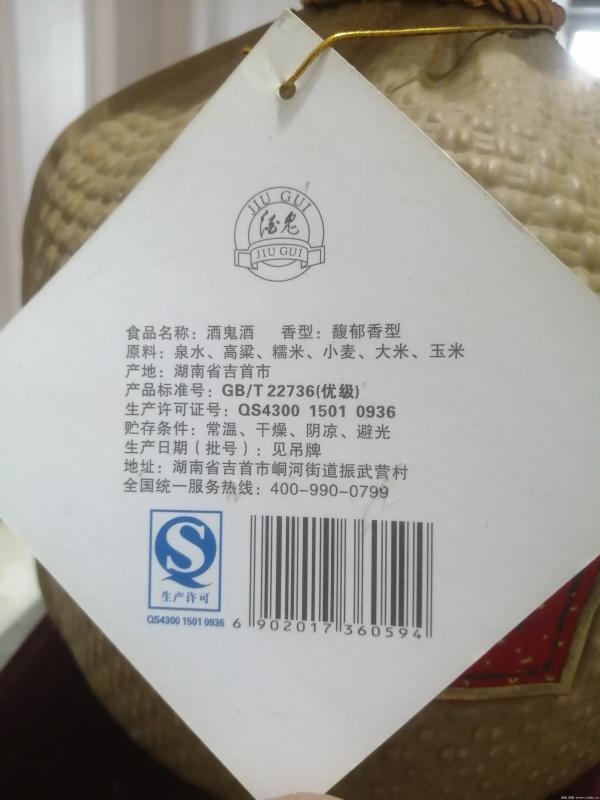 JIU GUI
酒鬼
JIU GUI
食品名称：酒鬼酒 香型：馥郁香型
原料：泉水、高粱、糯米、小麦、大米、玉米
产地：湖南省吉首市
产品标准号：GB/T 22736(优级)
生产许可证号：QS4300 1501 0936
贮存条件：常温、干燥、阴凉、避光
生产日期（批号）：见吊牌
地址：湖南省吉首市峒河街道振武营村
全国统一服务热线：400-990-0799
S
生产许可
QS4300 1501 0936
6 902017 360594